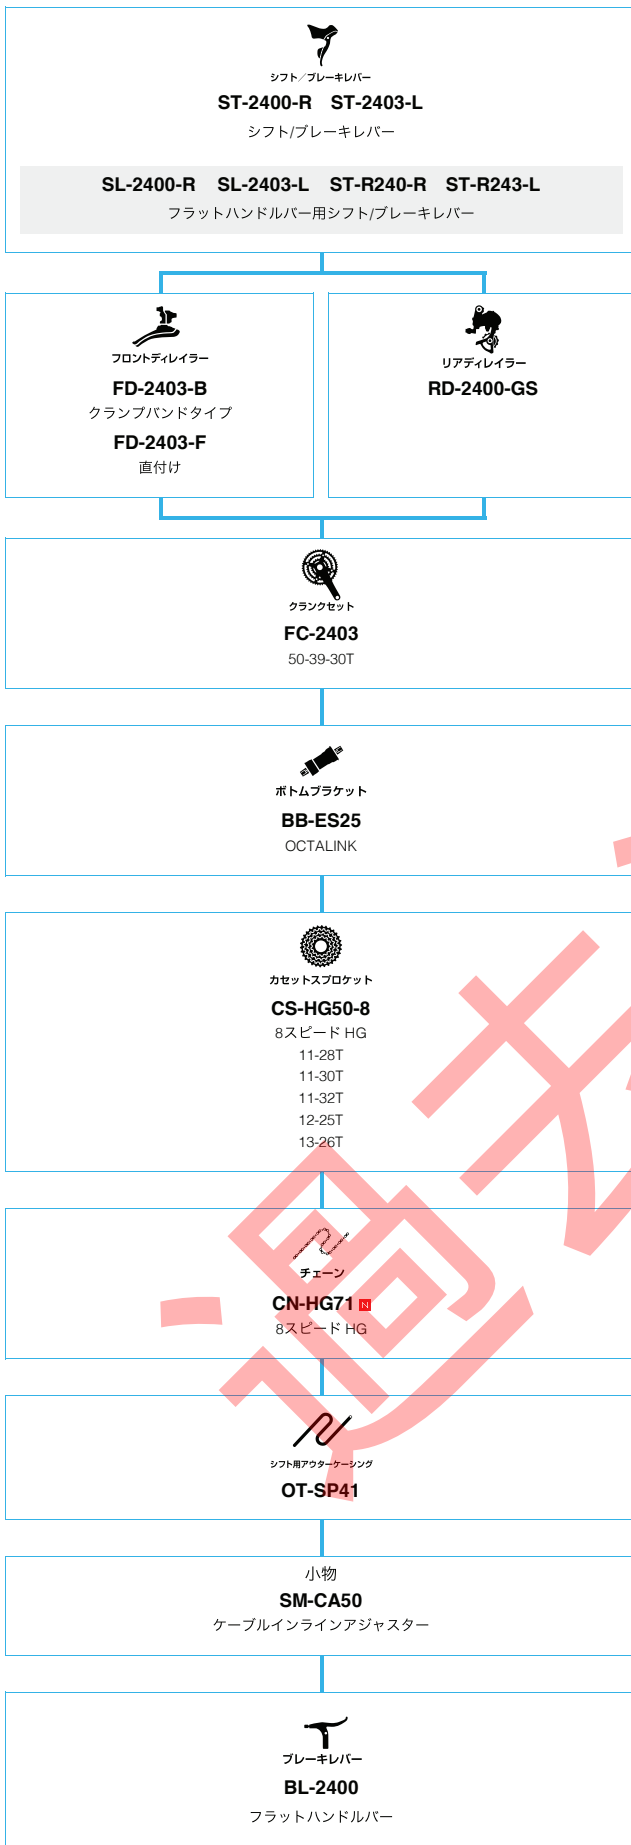 シフト／ブレーキレバー
ST-2400-R ST-2403-L
シフト/ブレーキレバー
SL-2400-R SL-2403-L ST-R240-R ST-R243-L
フラットハンドルバー用シフト/ブレーキレバー
フロントディレイラー
FD-2403-B
クランプバンドタイプ
FD-2403-F
直付け
リアディレイラー
RD-2400-GS
クランクセット
FC-2403
50-39-30T
ボトムブラケット
BB-ES25
OCTALINK
カセットスプロケット
CS-HG50-8
8スピード HG
11-28T
11-30T
11-32T
12-25T
13-26T
チェーン
CN-HG71 N
8スピード HG
シフト用アウターケーシング
OT-SP41
小物
SM-CA50
ケーブルインラインアジャスター
ブレーキレバー
BL-2400
フラットハンドルバー
過去